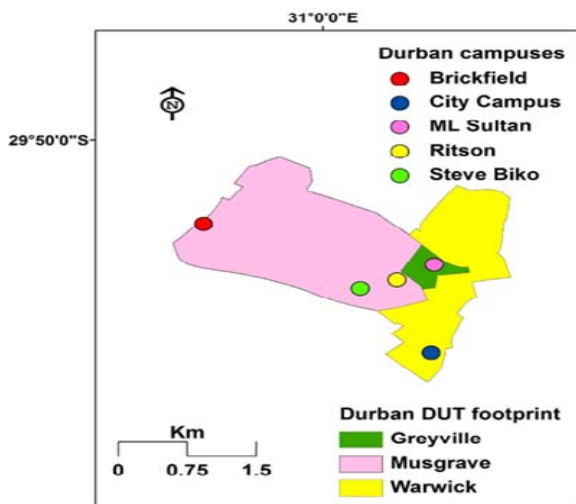 31°0'0"E
Durban campuses
Brickfield
City Campus
ML Sultan
Ritson
Steve Biko
N
29°50'0"S
Durban DUT footprint
Greyville
Musgrave
Warwick
Km
0 0.75 1.5